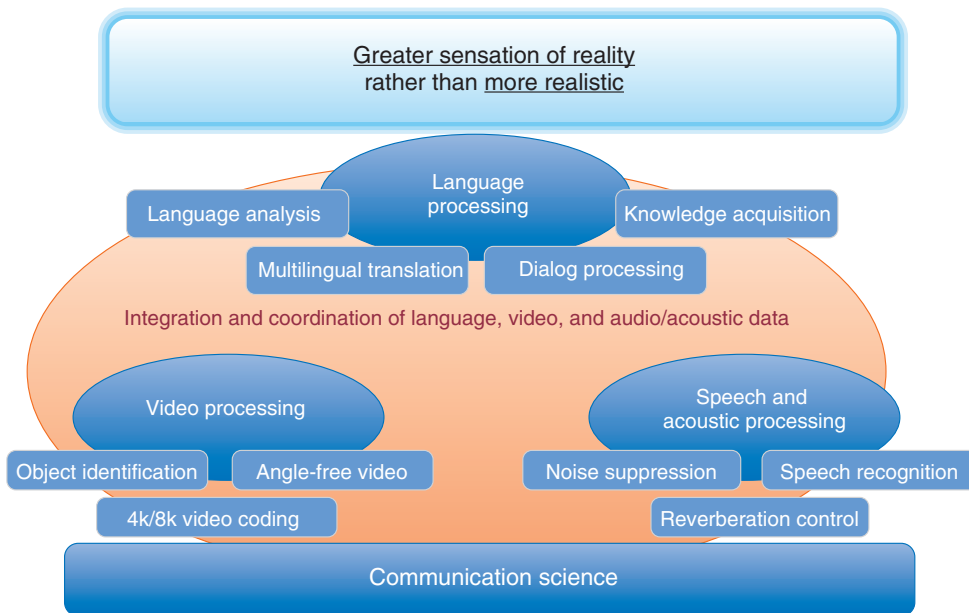 Greater sensation of reality
rather than more realistic
Language
processing
Language analysis
Knowledge acquisition
Multilingual translation
Dialog processing
Integration and coordination of language, video, and audio/acoustic data
Video processing
Speech and
acoustic processing
Object identification
Angle-free video
Noise suppression
Speech recognition
4k/8k video coding
Reverberation control
Communication science